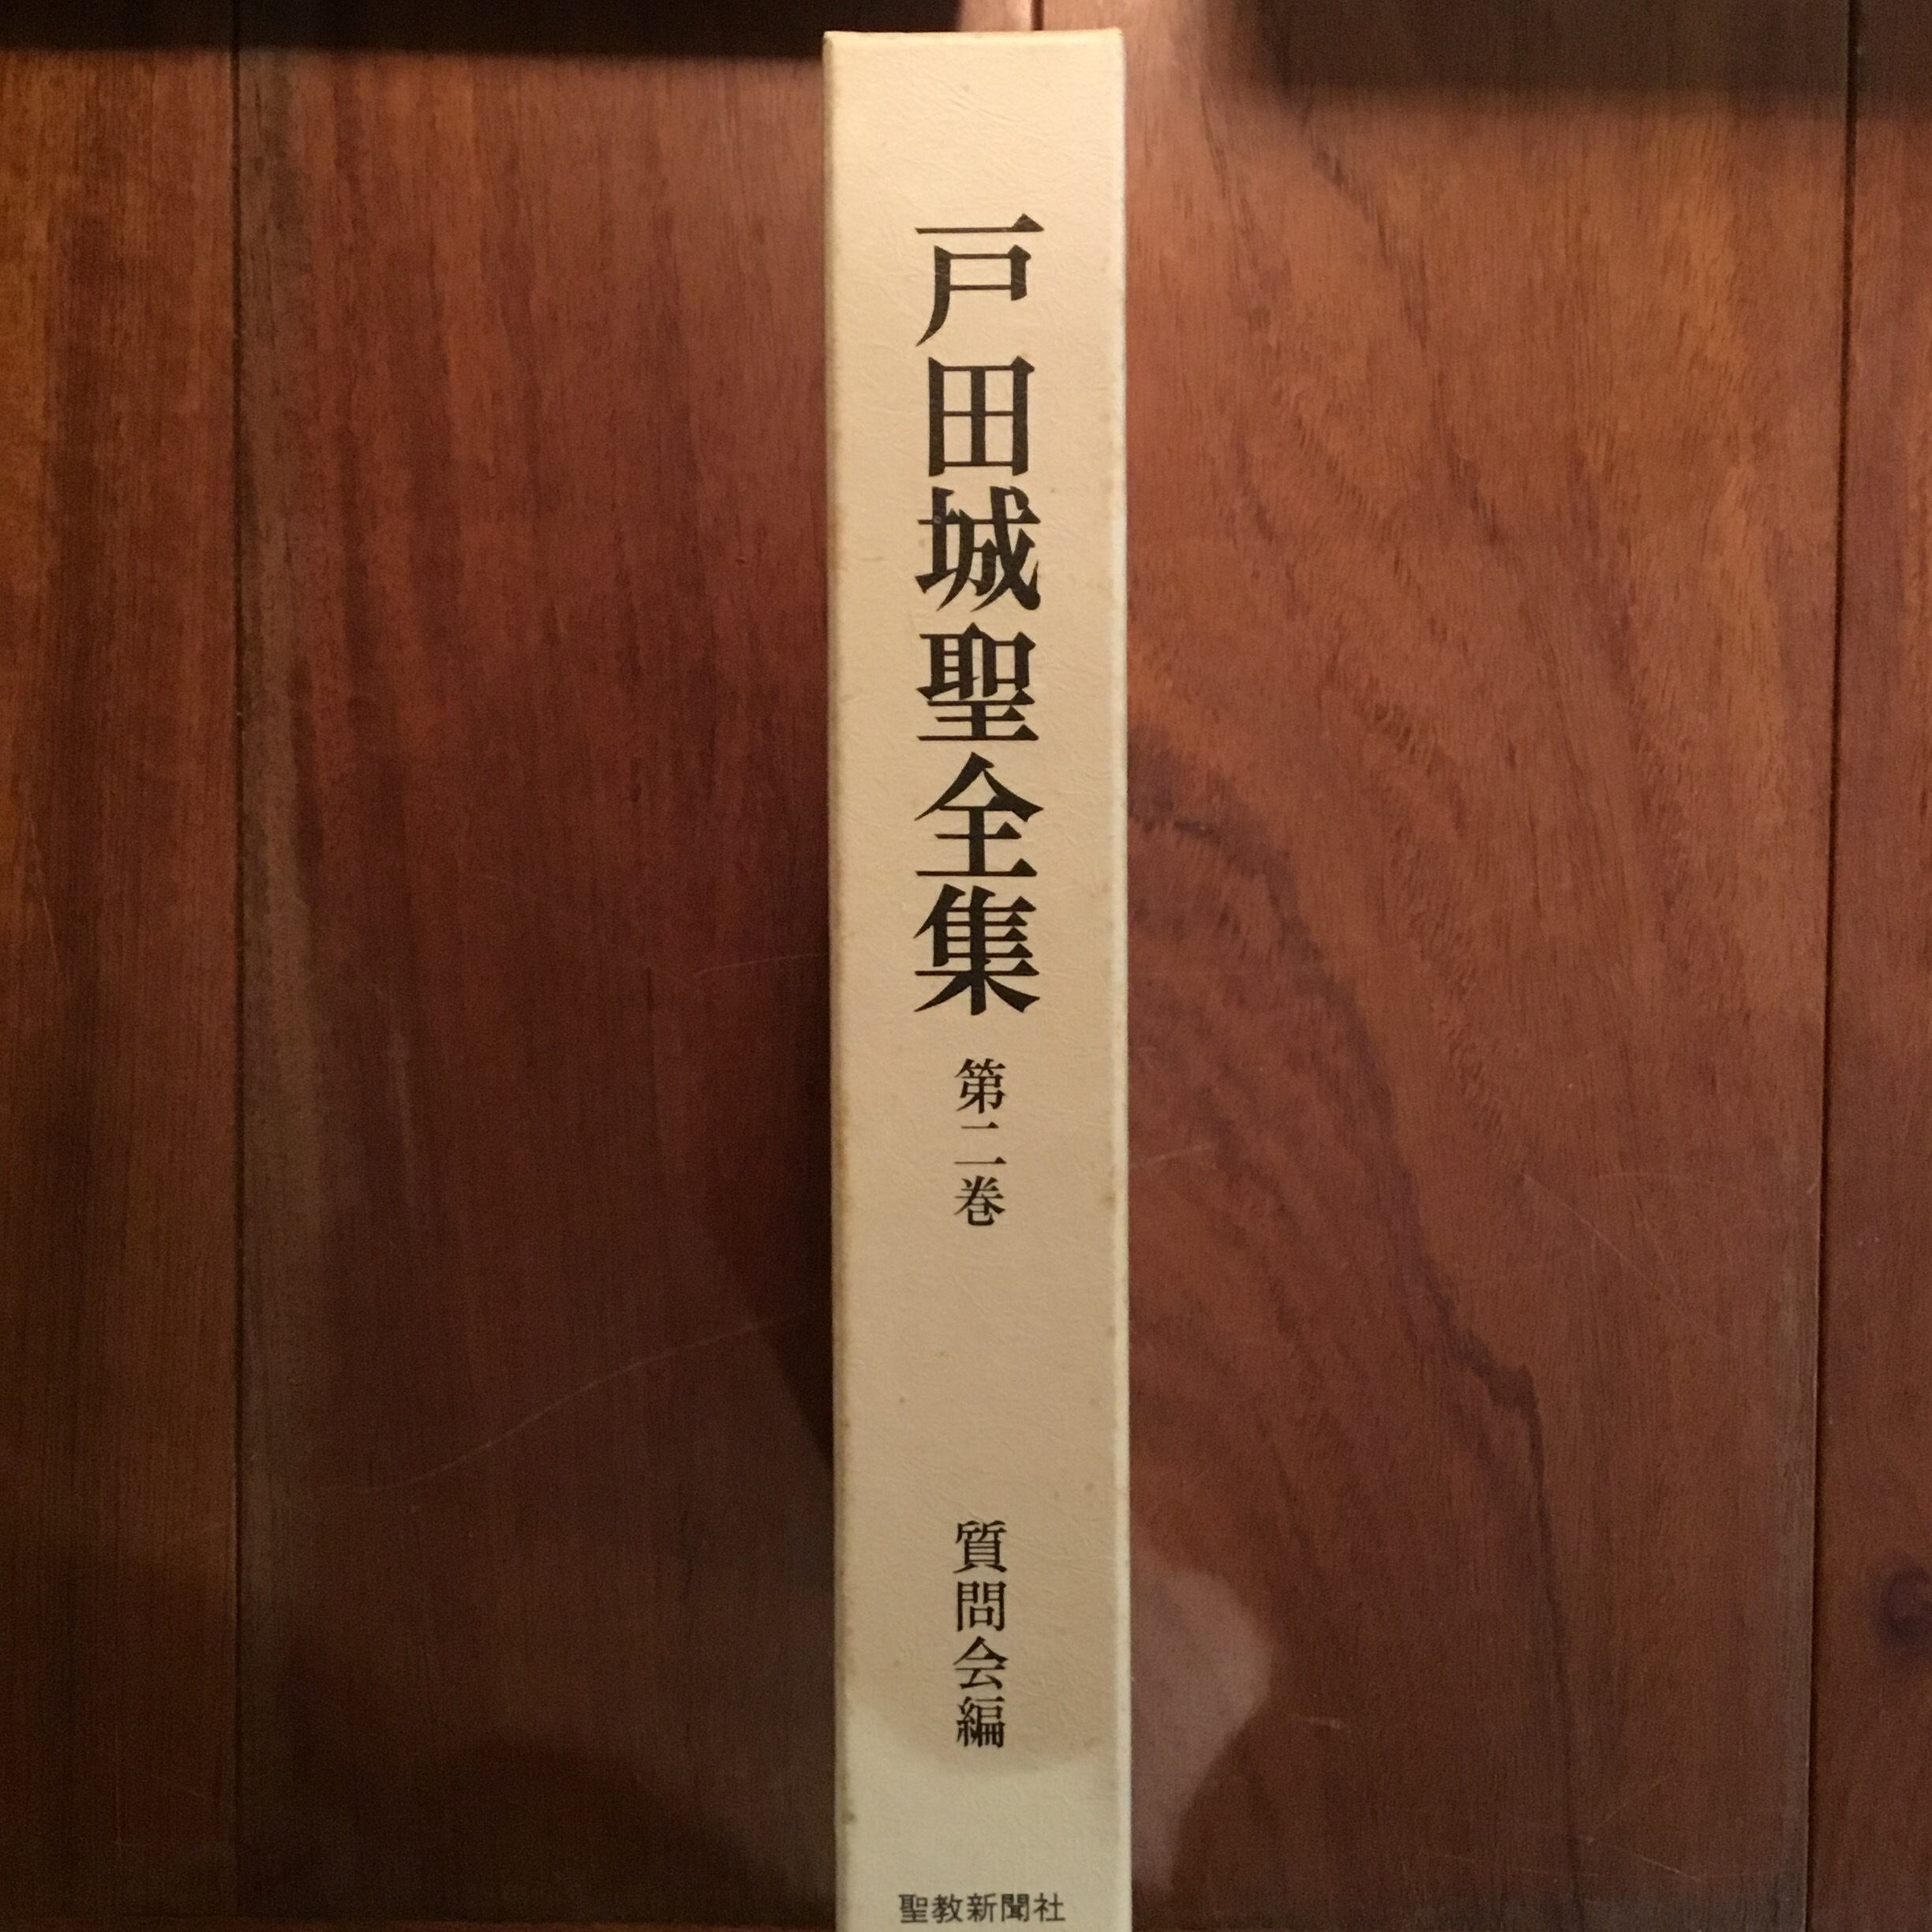 戸田城聖全集
第二巻
質問会編
聖教新聞社